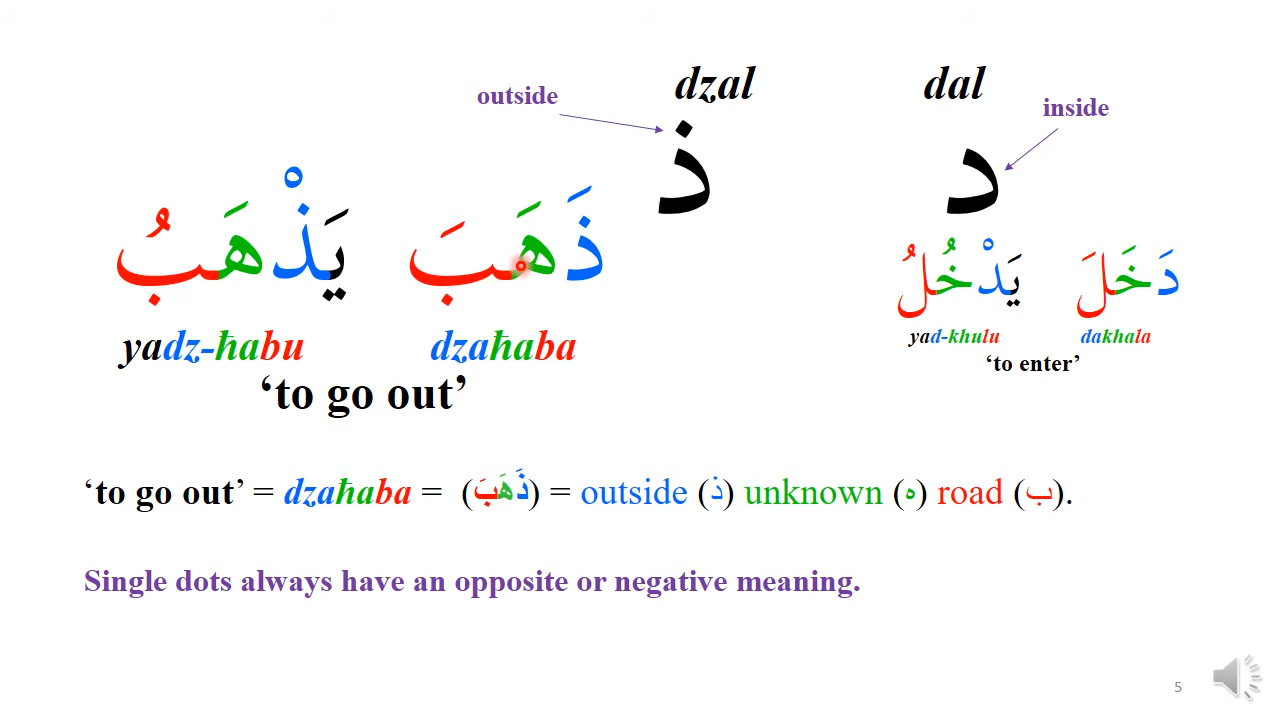 dzal
dal
outside
inside
ذ
د
ذَهَبَ
يَذْهَبُ
دَخَلَ
يَدْخُلُ
yadz-ħabu
dzaħaba
yad-khulu
dakhala
‘to enter’
‘to go out’
‘to go out’ = dzaħaba = (ذَهَبَ) = outside (ذ) unknown (ه) road (ب).
Single dots always have an opposite or negative meaning.
5